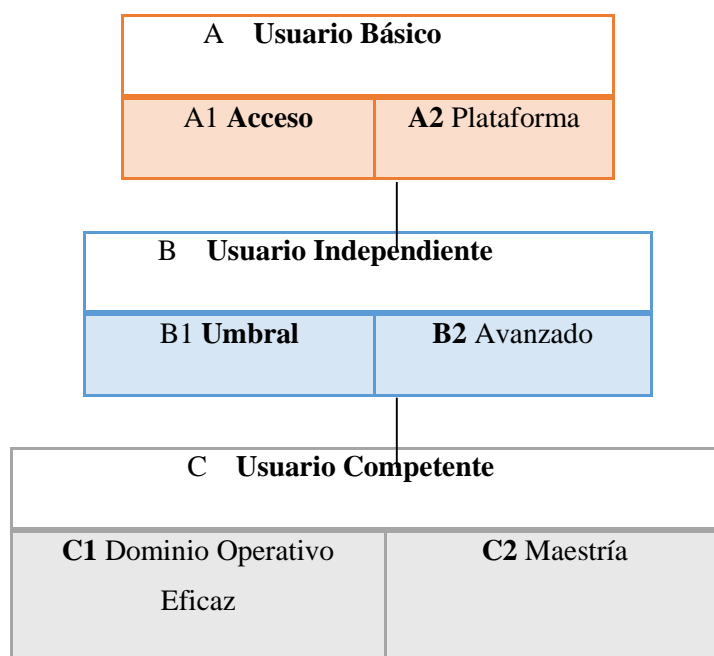 A Usuario Básico
A1 Acceso
A2 Plataforma
B Usuario Independiente
B1 Umbral
B2 Avanzado
C Usuario Competente
C1 Dominio Operativo
Eficaz
C2 Maestría